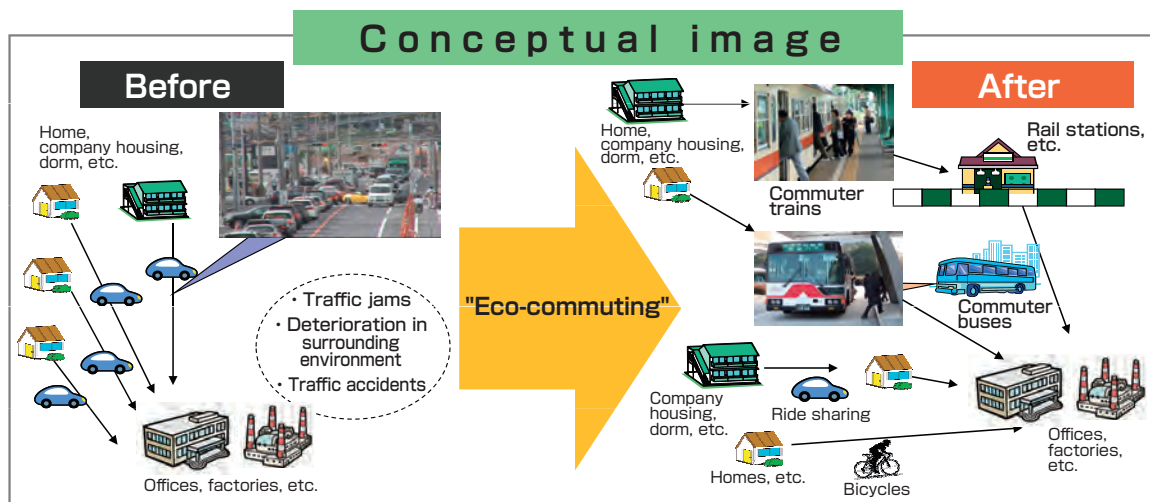 Conceptual image
Before
Home,
company housing,
dorm, etc.
・Traffic jams
・Deterioration in
surrounding
environment
・Traffic accidents
Offices, factories, etc.
"Eco-commuting"
After
Home,
company housing,
dorm, etc.
Commuter
trains
Rail stations,
etc.
Commuter
buses
Company
housing,
dorm, etc.
Ride sharing
Homes, etc.
Bicycles
Offices,
factories,
etc.